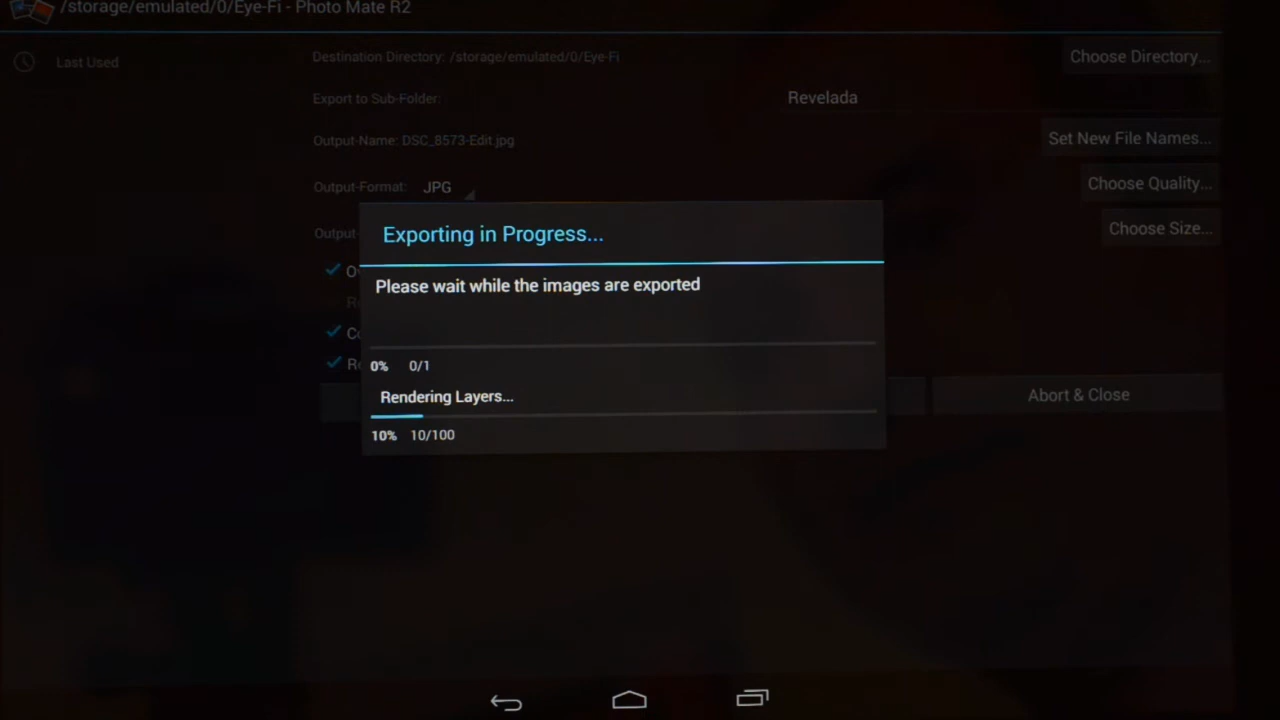 /storage/emulated/0/Eye-Fi - Photo Mate R2
Last Used
Destination Directory: /storage/emulated/0/Eye-Fi
Choose Directory...
Export to Sub-Folder:
Revelada
Output-Name: DSC_8573-Edit.jpg
Set New File Names...
Output-Format: JPG
Choose Quality...
Output
Choose Size...
Exporting in Progress...
Please wait while the images are exported
0% 0/1
Rendering Layers...
10% 10/100
Abort & Close